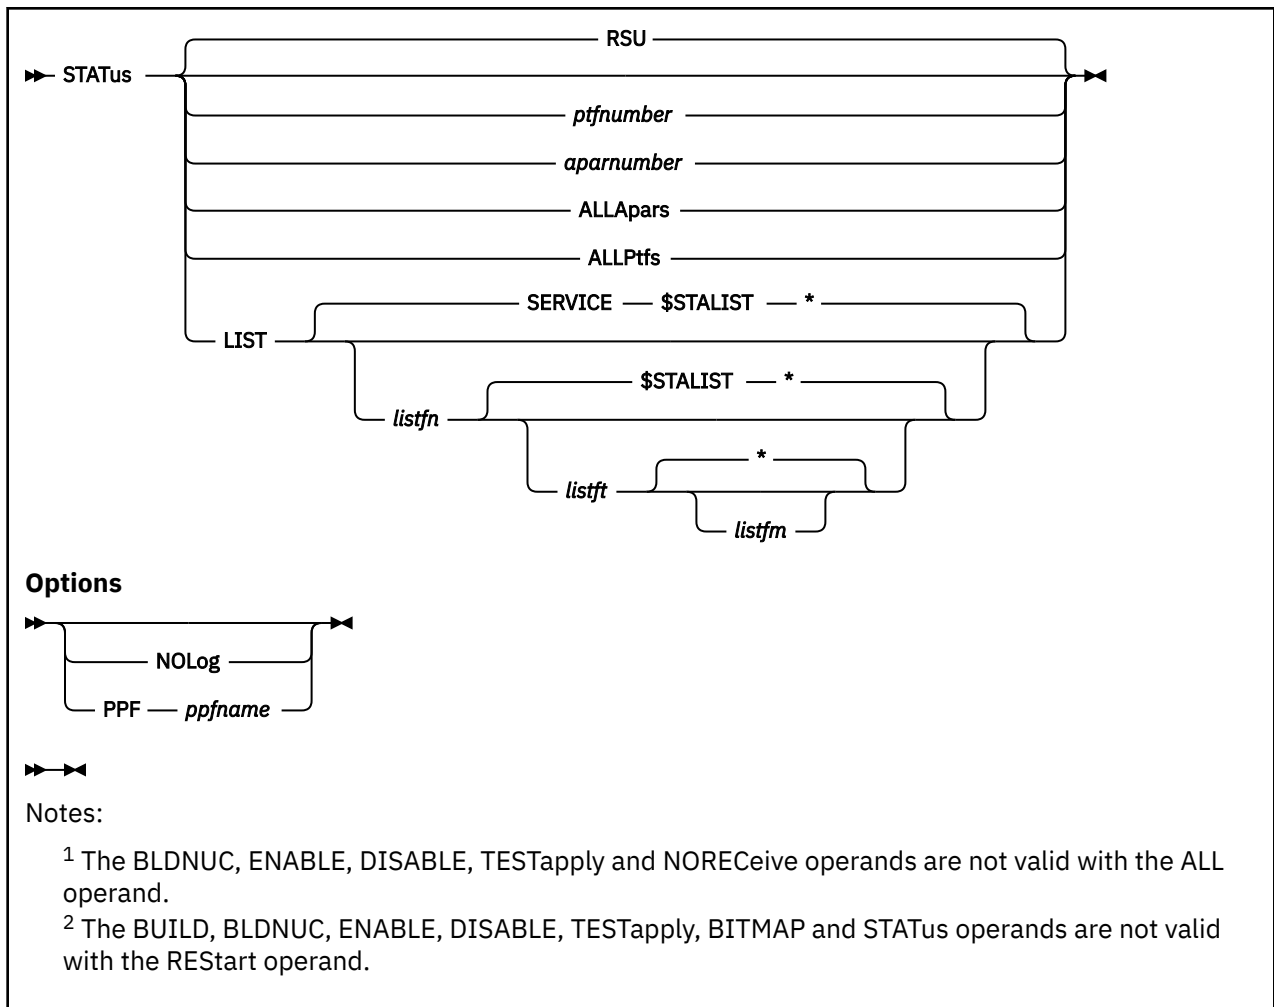 RSU
STATus
ptfnumber
aparnumber
ALLApars
ALLPtfs
SERVICE $STALIST *
LIST
$STALIST *
listfn
*
listft
listfm
Options
NOLog
PPF ppfname
Notes:
1 The BLDNUC, ENABLE, DISABLE, TESTapply and NORECeive operands are not valid with the ALL
operand.
2 The BUILD, BLDNUC, ENABLE, DISABLE, TESTapply, BITMAP and STATus operands are not valid
with the REStart operand.